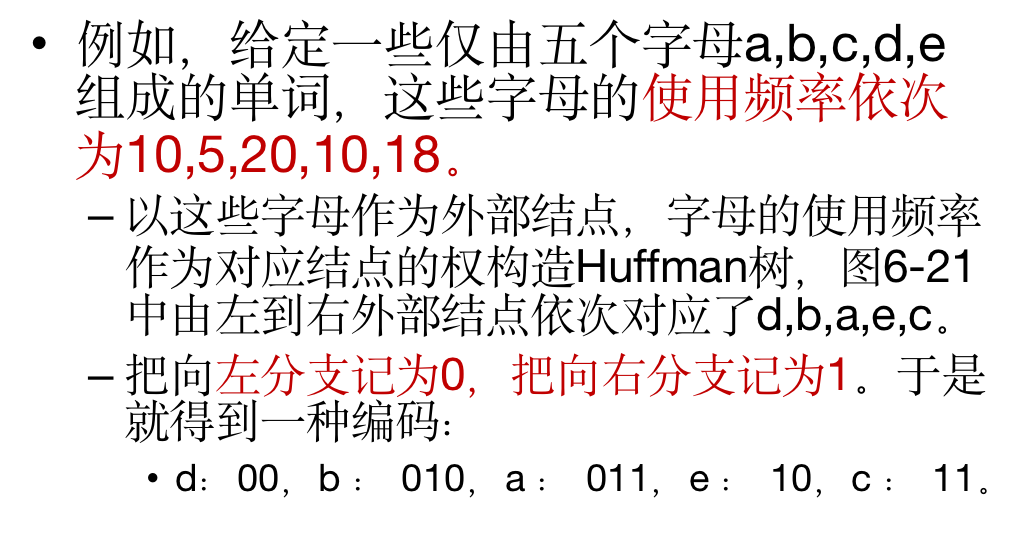 • 例如，给定一些仅由五个字母a,b,c,d,e
组成的单词，这些字母的使用频率依次
为10,5,20,10,18。
– 以这些字母作为外部结点，字母的使用频率
作为对应结点的权构造Huffman树，图6-21
中由左到右外部结点依次对应了d,b,a,e,c。
– 把向左分支记为0，把向右分支记为1。于是
就得到一种编码：
• d： 00，b ： 010，a ： 011，e ： 10，c ： 11。